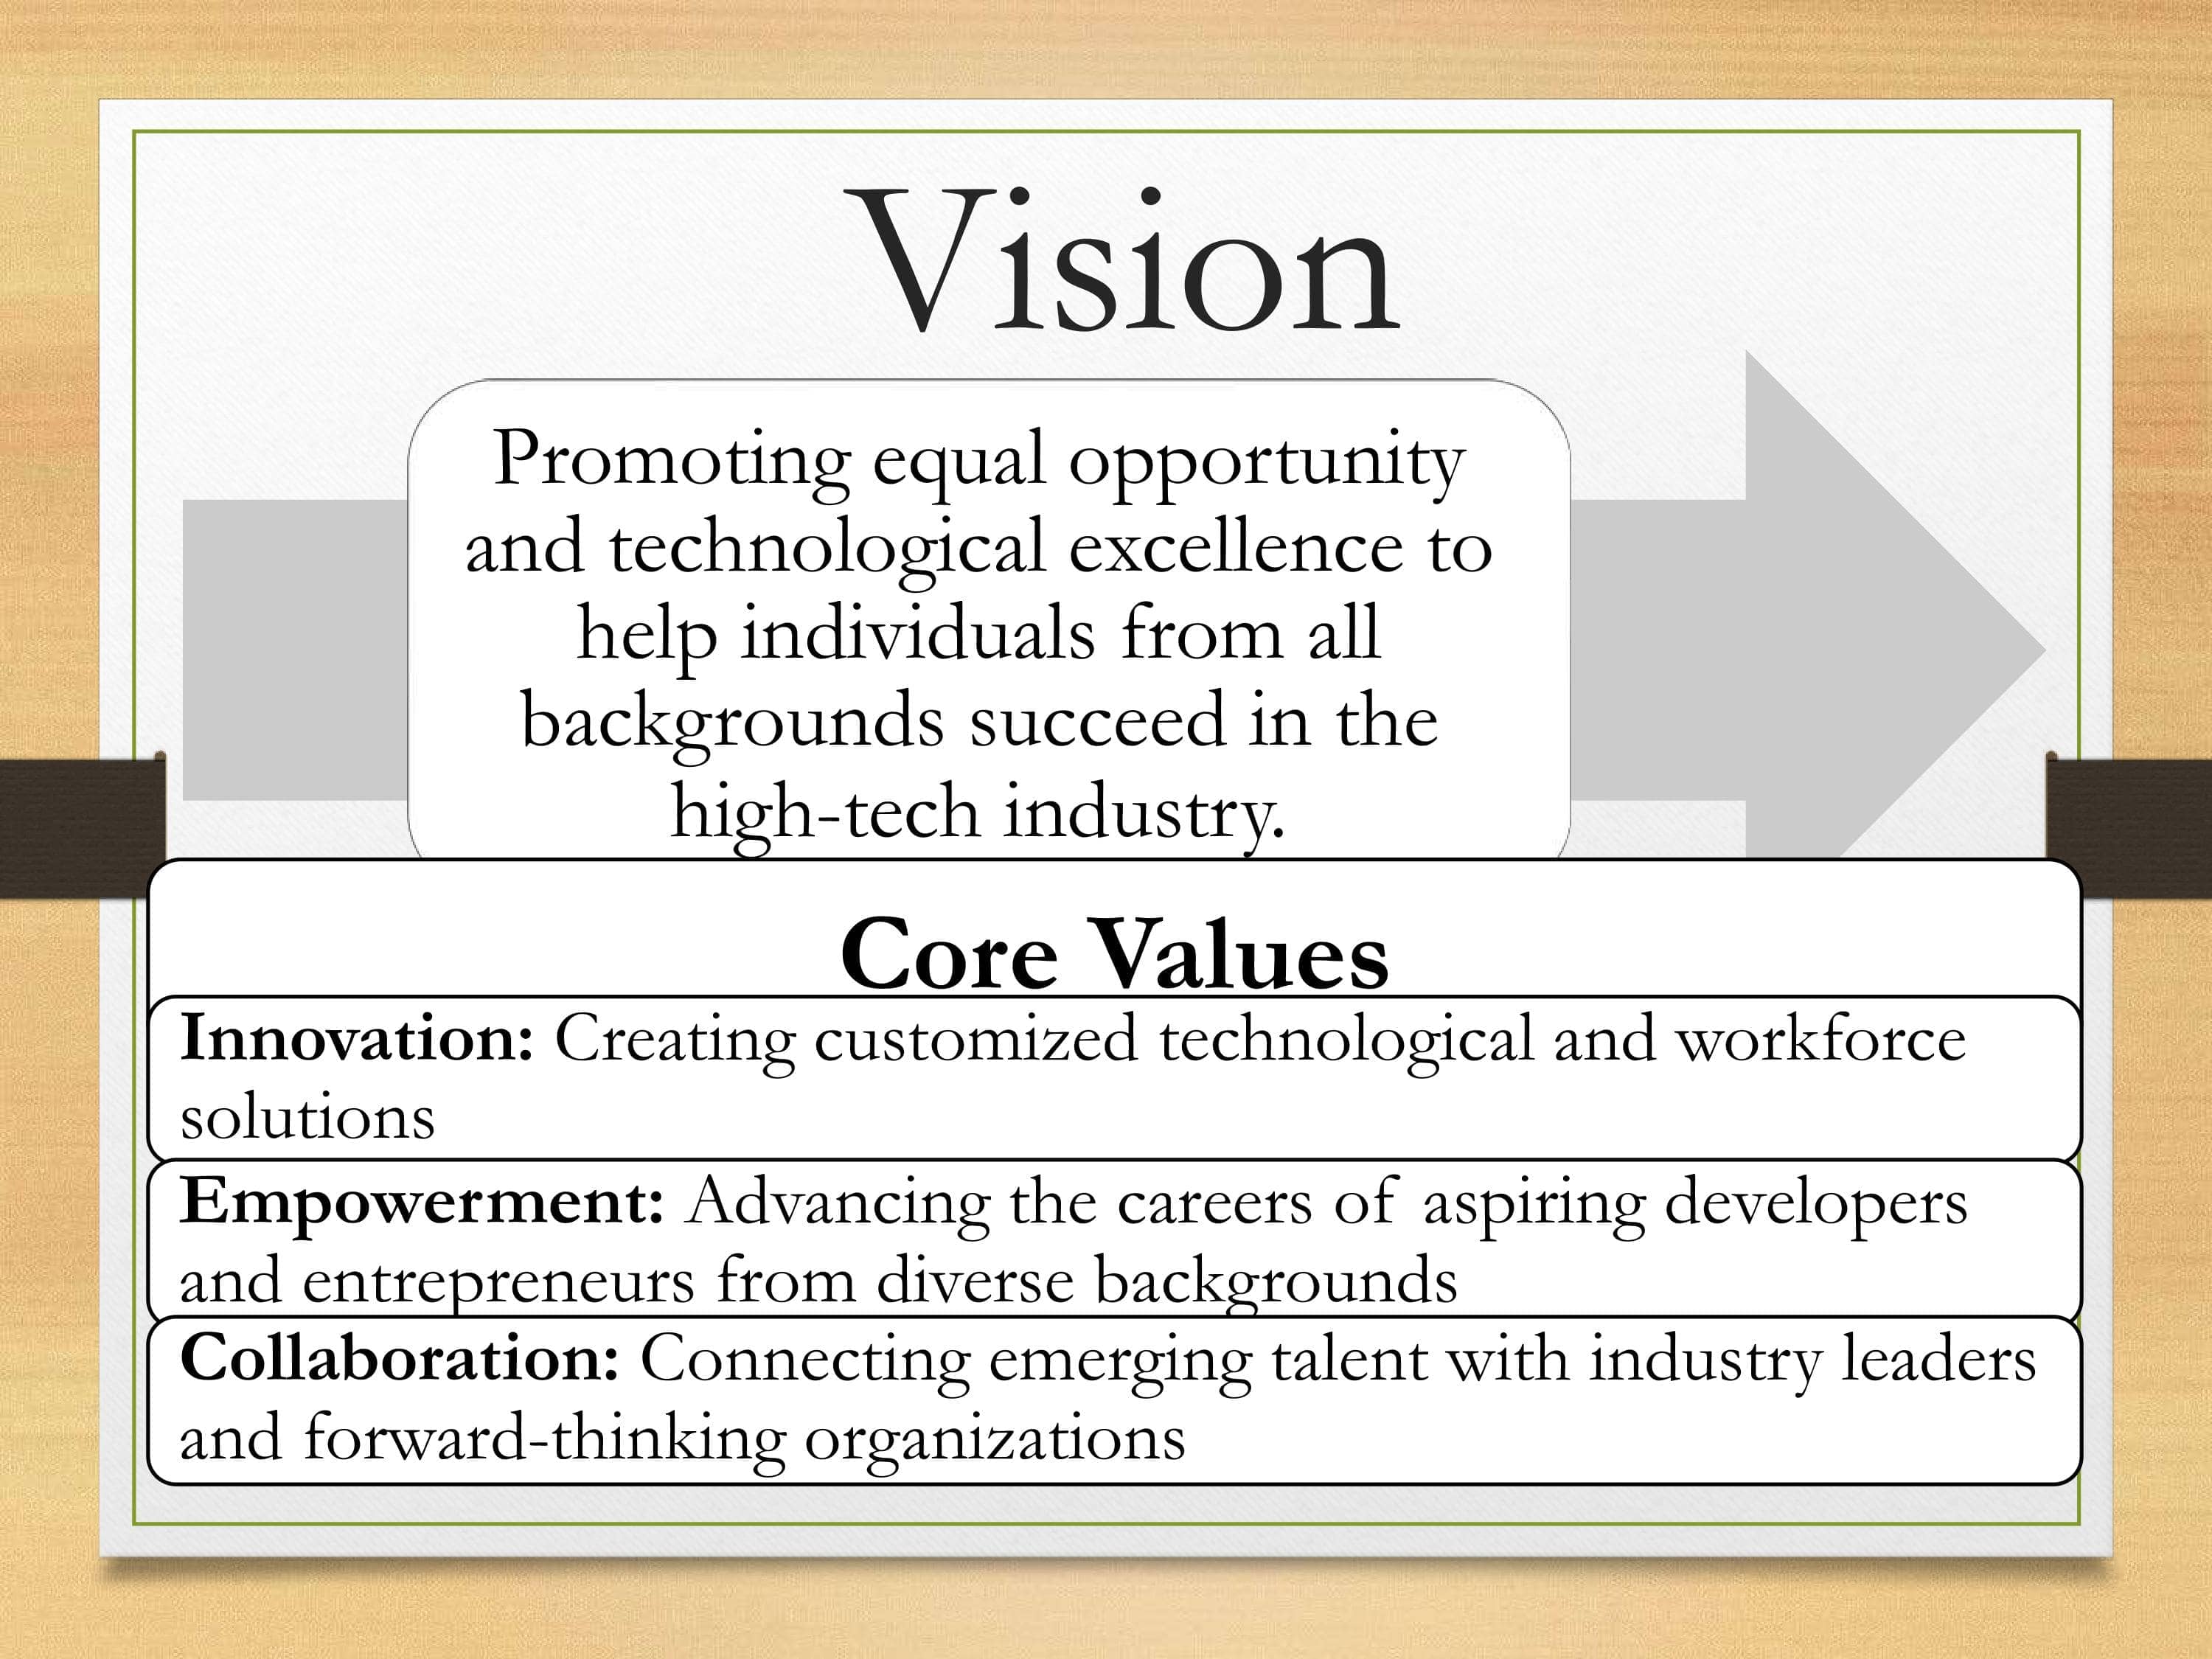 Vision
Promoting equal opportunity
and technological excellence to
help individuals from all
backgrounds succeed in the
high-tech industry.
Core Values
Innovation: Creating customized technological and workforce
solutions
Empowerment: Advancing the careers of aspiring developers
and entrepreneurs from diverse backgrounds
Collaboration: Connecting emerging talent with industry leaders
and forward-thinking organizations